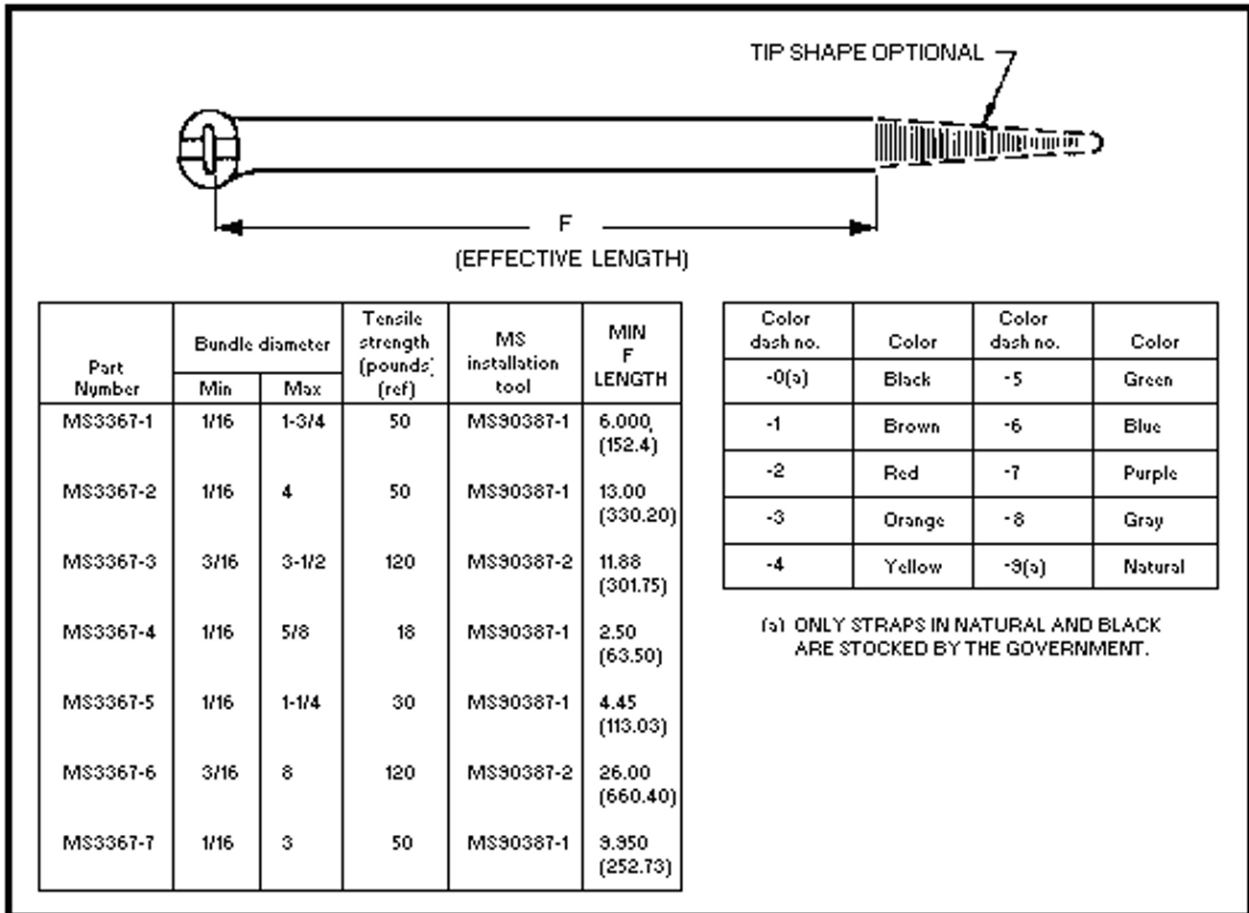 TIP SHAPE OPTIONAL
F
(EFFECTIVE LENGTH)
Part Number Bundle diameter Tensile strength (pounds) (ref) MS installation tool MIN F LENGTH
Min Max
MS3367-1 1/16 1-3/4 50 MS90387-1 6.000 (152.4)
MS3367-2 1/16 4 50 MS90387-1 13.00 (330.20)
MS3367-3 3/16 3-1/2 120 MS90387-2 11.88 (301.75)
MS3367-4 1/16 5/8 18 MS90387-1 2.50 (63.50)
MS3367-5 1/16 1-1/4 30 MS90387-1 4.45 (113.03)
MS3367-6 3/16 8 120 MS90387-2 26.00 (660.40)
MS3367-7 1/16 3 50 MS90387-1 9.950 (252.73)
Color dash no. Color Color dash no. Color
-0(a) Black -5 Green
-1 Brown -6 Blue
-2 Red -7 Purple
-3 Orange -8 Gray
-4 Yellow -9(a) Natural
(a) ONLY STRAPS IN NATURAL AND BLACK
ARE STOCKED BY THE GOVERNMENT.